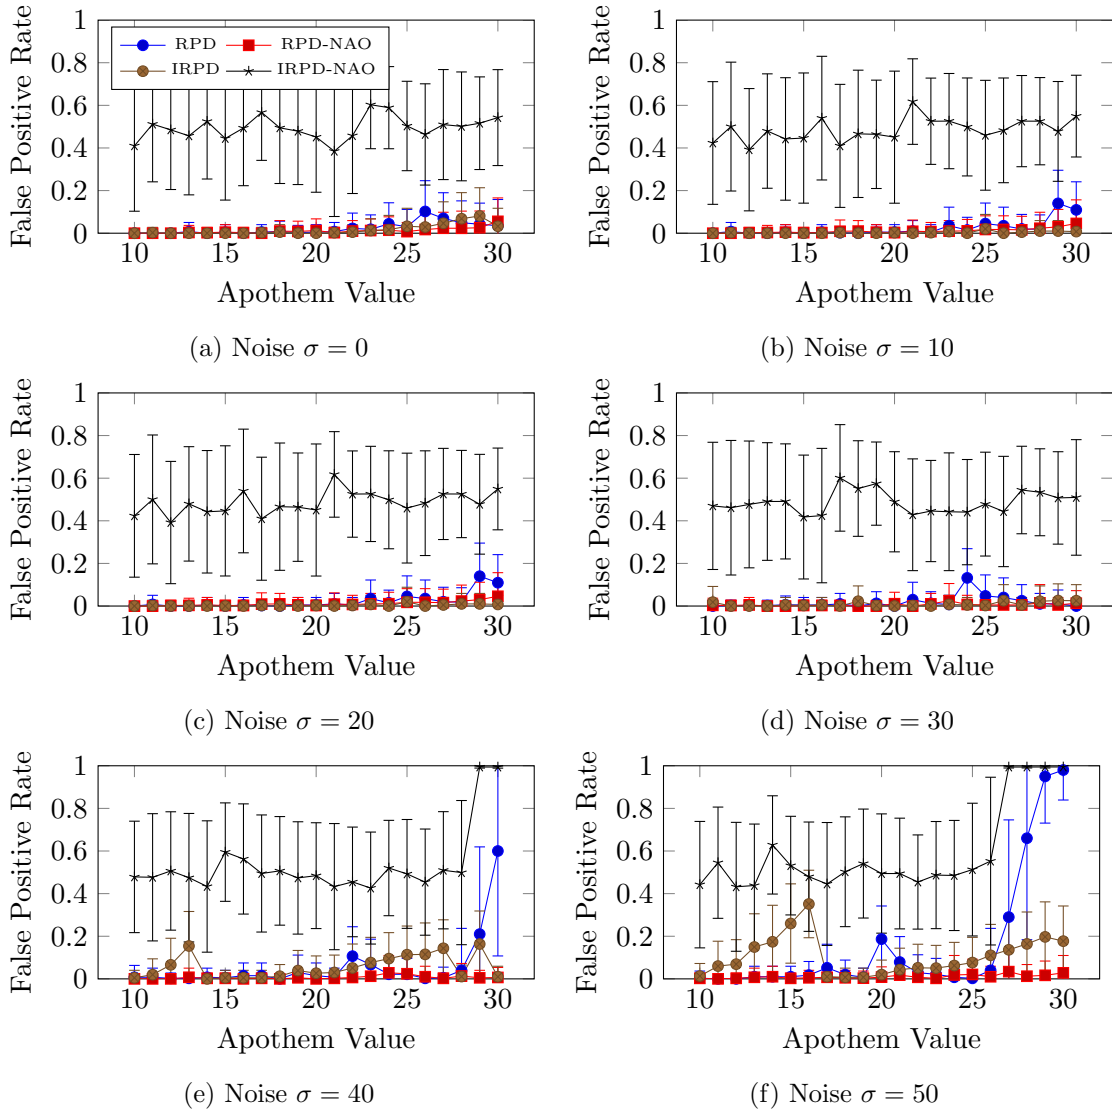 1
0.8
0.6
0.4
0.2
0
False Positive Rate
RPD RPD-NAO
IRPD IRPD-NAO
10 15 20 25 30
Apothem Value
(a) Noise σ = 0
1
0.8
0.6
0.4
0.2
0
False Positive Rate
10 15 20 25 30
Apothem Value
(b) Noise σ = 10
1
0.8
0.6
0.4
0.2
0
False Positive Rate
10 15 20 25 30
Apothem Value
(c) Noise σ = 20
1
0.8
0.6
0.4
0.2
0
False Positive Rate
10 15 20 25 30
Apothem Value
(d) Noise σ = 30
1
0.8
0.6
0.4
0.2
0
False Positive Rate
10 15 20 25 30
Apothem Value
(e) Noise σ = 40
1
0.8
0.6
0.4
0.2
0
False Positive Rate
10 15 20 25 30
Apothem Value
(f) Noise σ = 50